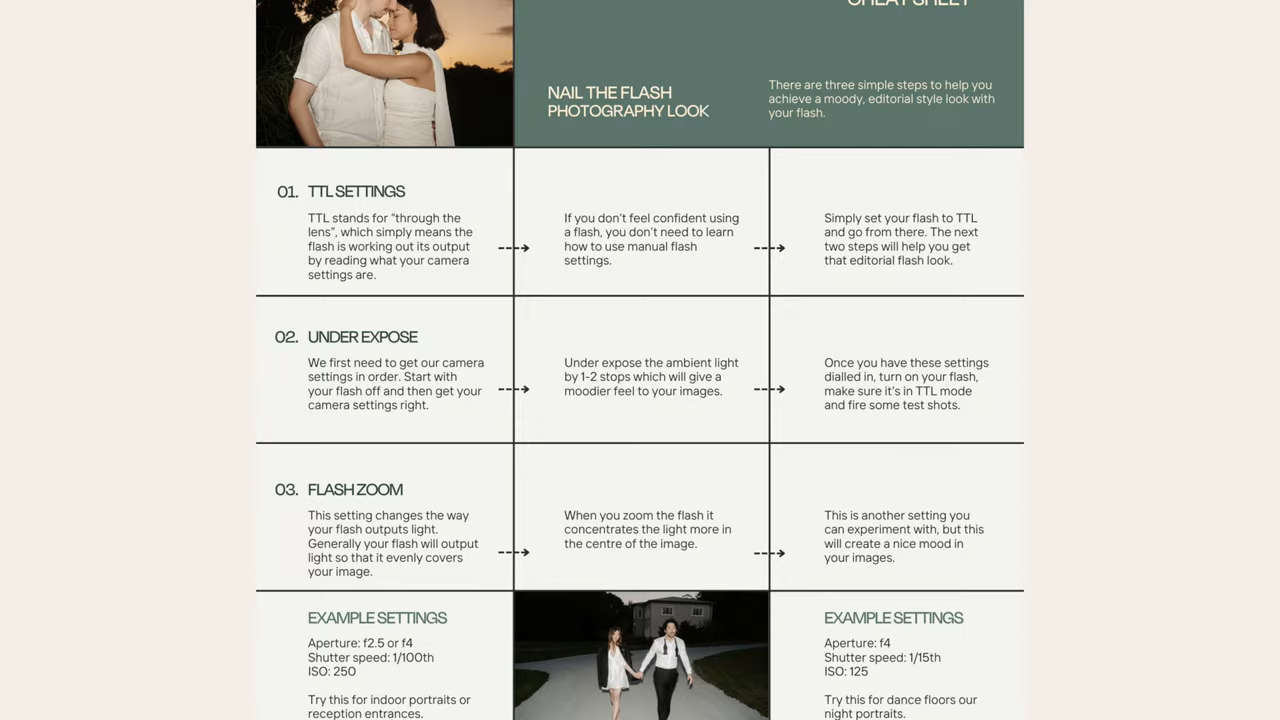 CHEAT SHEET
NAIL THE FLASH
PHOTOGRAPHY LOOK
There are three simple steps to help you
achieve a moody, editorial style look with
your flash.
01. TTL SETTINGS
TTL stands for “through the
lens”, which simply means the
flash is working out its output
by reading what your camera
settings are.
If you don’t feel confident using
a flash, you don’t need to learn
how to use manual flash
settings.
Simply set your flash to TTL
and go from there. The next
two steps will help you get
that editorial flash look.
02. UNDER EXPOSE
We first need to get our camera
settings in order. Start with
your flash off and then get your
camera settings right.
Under expose the ambient light
by 1-2 stops which will give a
moodier feel to your images.
Once you have these settings
dialled in, turn on your flash,
make sure it’s in TTL mode
and fire some test shots.
03. FLASH ZOOM
This setting changes the way
your flash outputs light.
Generally your flash will output
light so that it evenly covers
your image.
When you zoom the flash it
concentrates the light more in
the centre of the image.
This is another setting you
can experiment with, but this
will create a nice mood in
your images.
EXAMPLE SETTINGS
Aperture: f2.5 or f4
Shutter speed: 1/100th
ISO: 250
Try this for indoor portraits or
reception entrances.
EXAMPLE SETTINGS
Aperture: f4
Shutter speed: 1/15th
ISO: 125
Try this for dance floors our
night portraits.